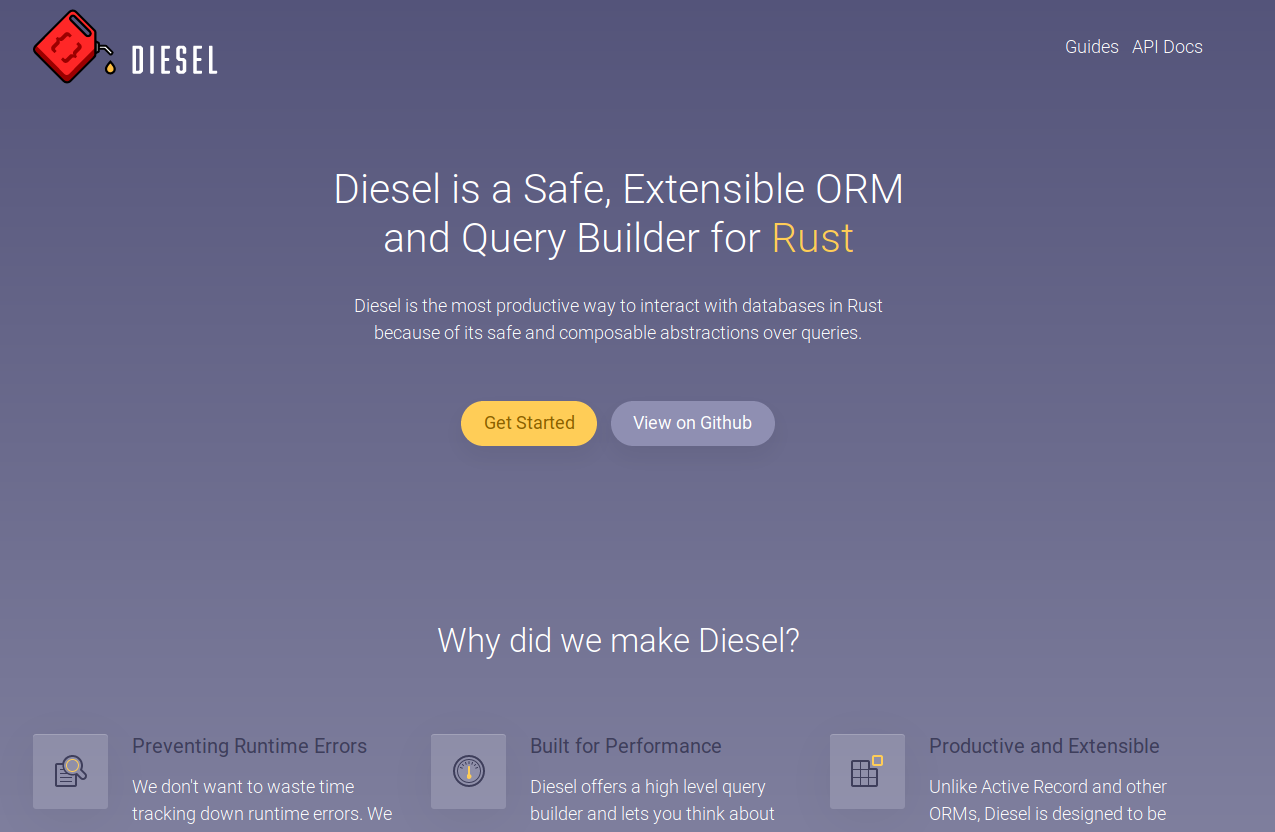 DIESEL
Guides API Docs
Diesel is a Safe, Extensible ORM
and Query Builder for Rust
Diesel is the most productive way to interact with databases in Rust
because of its safe and composable abstractions over queries.
Get Started View on Github
Why did we make Diesel?
Preventing Runtime Errors
We don't want to waste time
tracking down runtime errors. We
Built for Performance
Diesel offers a high level query
builder and lets you think about
Productive and Extensible
Unlike Active Record and other
ORMs, Diesel is designed to be